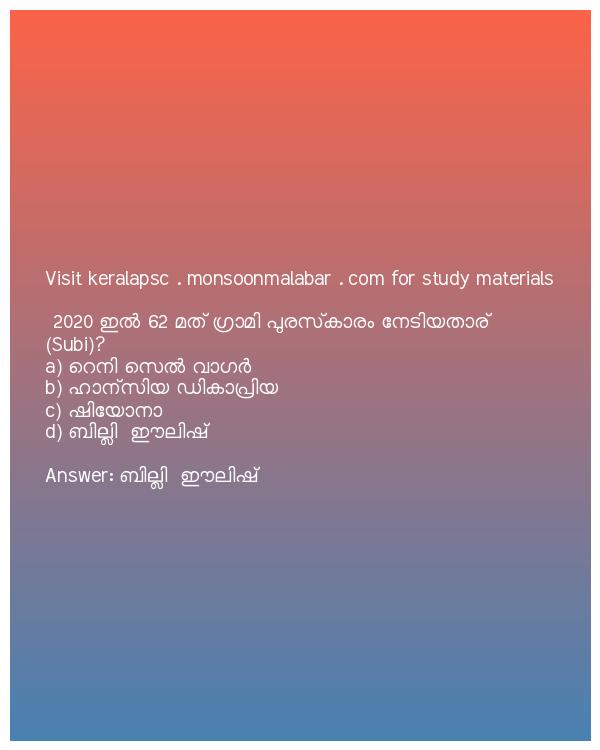 Visit keralapsc . monsoonmalabar . com for study materials
2020 ഇൽ 62 മത് ഗ്രാമി പുരസ്കാരം നേടിയതാര്
(Subi)?
a) റെനി സെൽ വാഗർ
b) ഹാന്സിയ ഡികാപ്രിയ
c) ഷിയോനാ
d) ബില്ലി ഈലിഷ്
Answer: ബില്ലി ഈലിഷ്